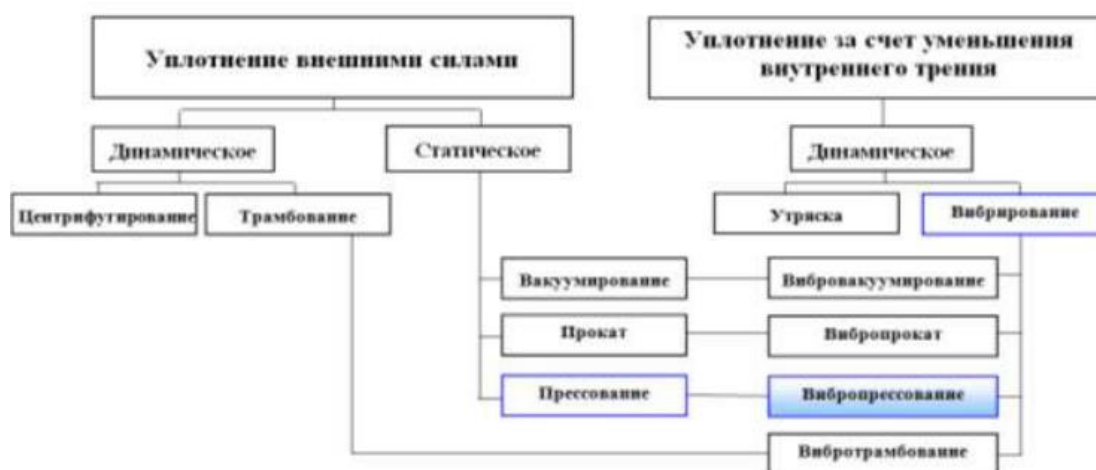 Уплотнение внешними силами
Уплотнение за счет уменьшения
внутреннего трения
Динамическое
Статическое
Динамическое
Центрифугирование
Трамбование
Утряска
Вибрирование
Вакуумирование
Вибровакуумирование
Прокат
Вибропрокат
Прессование
Вибропрессование
Вибротрамбование